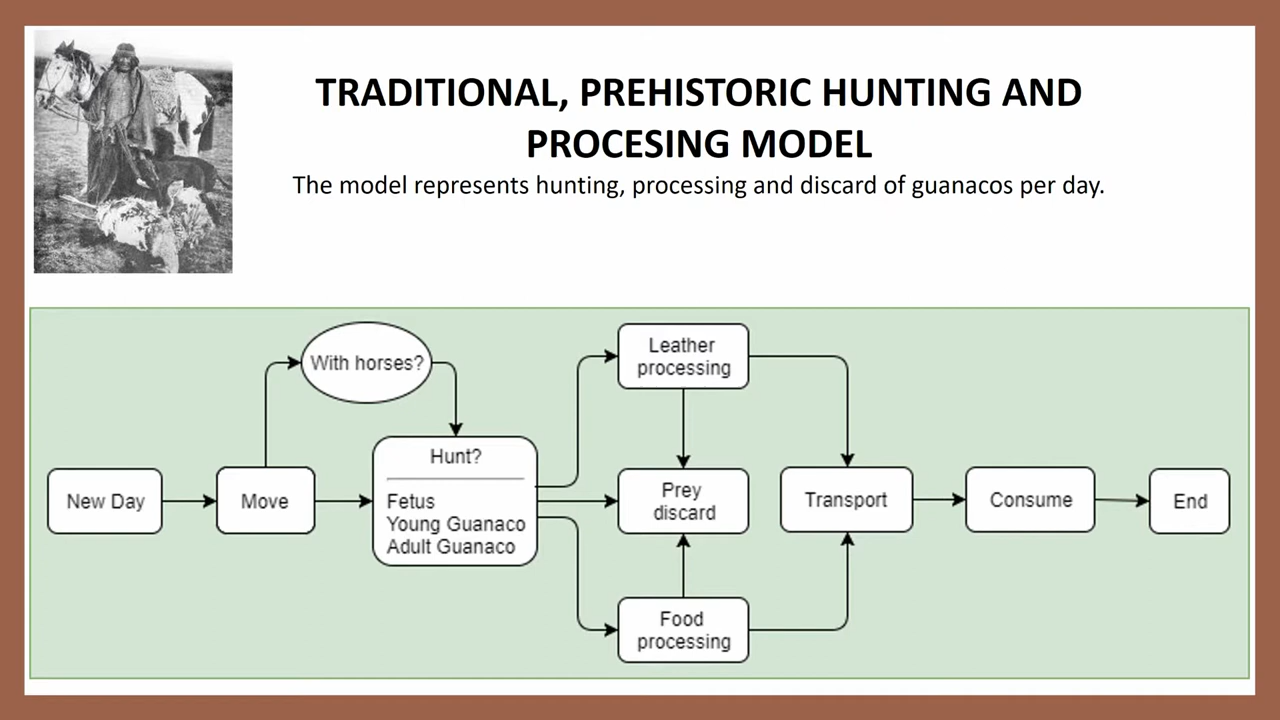 TRADITIONAL, PREHISTORIC HUNTING AND
PROCESING MODEL
The model represents hunting, processing and discard of guanacos per day.
With horses?
Leather
processing
Hunt?
New Day
Move
Fetus
Young Guanaco
Adult Guanaco
Prey
discard
Transport
Consume
End
Food
processing